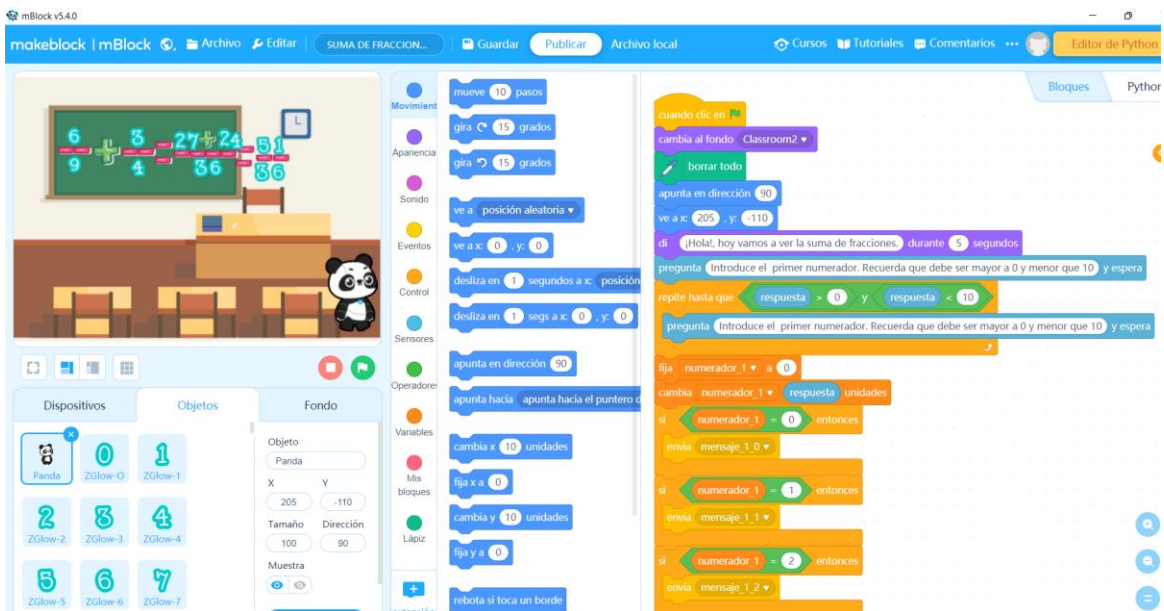 mBlock v5.4.0
makeblock | mBlock Archivo Editar SUMA DE FRACCION... Guardar Publicar Archivo local Cursos Tutoriales Comentarios ... Editor de Python
6 + 3 = 27+24 = 51
9 4 36 36
Dispositivos Objetos Fondo
Panda ZGlow-0 ZGlow-1
ZGlow-2 ZGlow-3 ZGlow-4
ZGlow-5 ZGlow-6 ZGlow-7
Objeto
Panda
X Y
205 -110
Tamaño Dirección
100 90
Muestra
Movimient
Apariencia
Sonido
Eventos
Control
Sensores
Operadores
Variables
Mis
bloques
Lápiz
+
extensión
mueve 10 pasos
gira 15 grados
gira 15 grados
ve a posición aleatoria
ve a x: 0 , y: 0
desliza en 1 segundos a x: posición
desliza en 1 segs a x: 0 , y: 0
apunta en dirección 90
apunta hacia apunta hacia el puntero d
cambia x 10 unidades
fija x a 0
cambia y 10 unidades
fija y a 0
rebota si toca un borde
Bloques Python
cuando clic en
cambia al fondo Classroom2
borrar todo
apunta en dirección 90
ve a x: 205 , y: -110
di ¡Hola!, hoy vamos a ver la suma de fracciones. durante 5 segundos
pregunta Introduce el primer numerador. Recuerda que debe ser mayor a 0 y menor que 10 y espera
repite hasta que respuesta > 0 y respuesta < 10
pregunta Introduce el primer numerador. Recuerda que debe ser mayor a 0 y menor que 10 y espera
fija numerador_1 a 0
cambia numerador_1 respuesta unidades
si numerador_1 = 0 entonces
envia mensaje_1_0
si numerador_1 = 1 entonces
envia mensaje_1_1
si numerador_1 = 2 entonces
envia mensaje_1_2